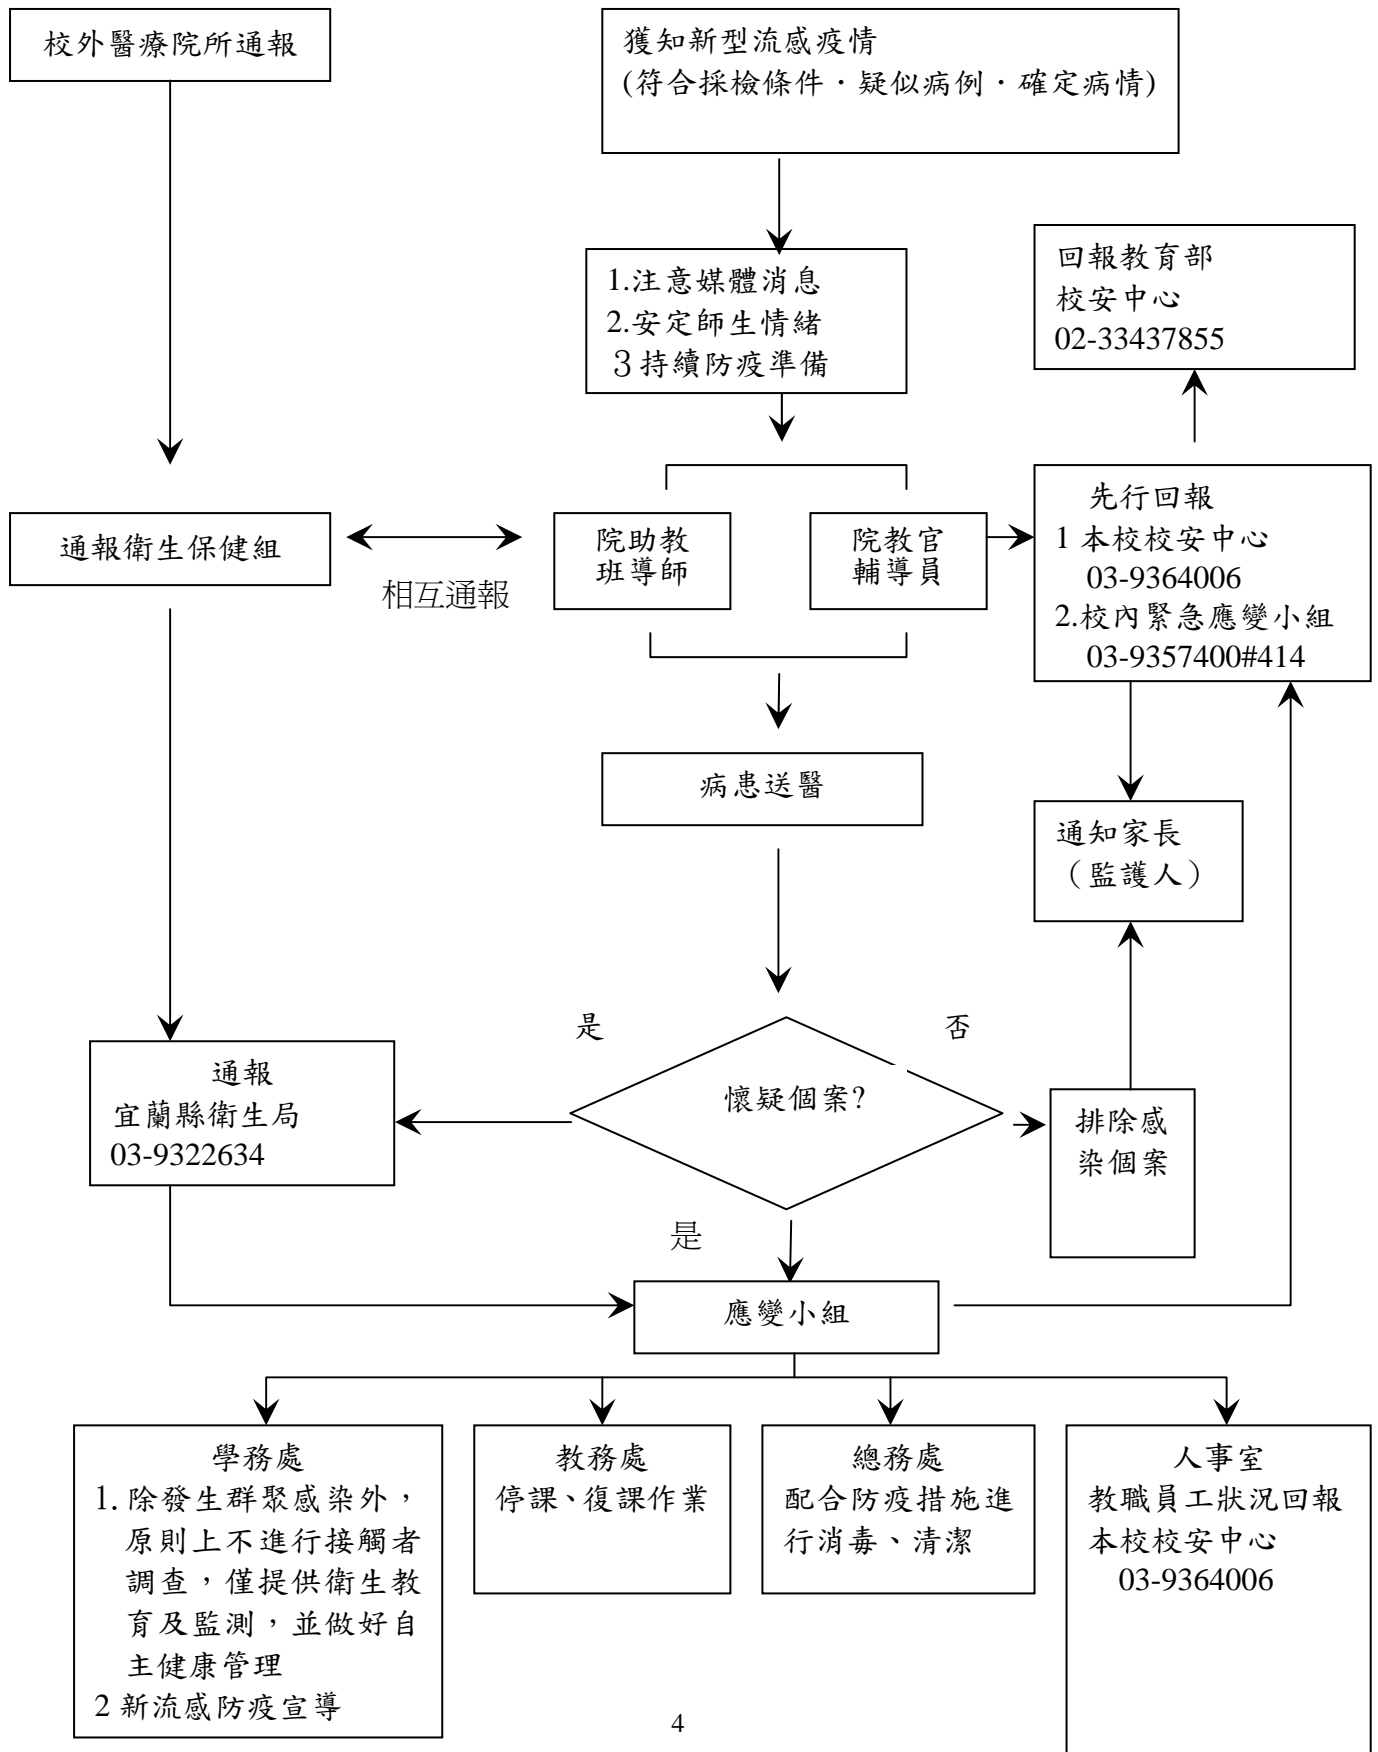 校外醫療院所通報
獲知新型流感疫情
(符合採檢條件．疑似病例．確定病情)
1.注意媒體消息
2.安定師生情緒
３持續防疫準備
回報教育部
校安中心
02-33437855
通報衛生保健組
相互通報
院助教
班導師
院教官
輔導員
先行回報
1 本校校安中心
03-9364006
2.校內緊急應變小組
03-9357400#414
病患送醫
通知家長
（監護人）
是
否
通報
宜蘭縣衛生局
03-9322634
懷疑個案?
排除感
染個案
是
應變小組
學務處
1. 除發生群聚感染外，
原則上不進行接觸者
調查，僅提供衛生教
育及監測，並做好自
主健康管理
2 新流感防疫宣導
教務處
停課、復課作業
總務處
配合防疫措施進
行消毒、清潔
人事室
教職員工狀況回報
本校校安中心
03-9364006
4